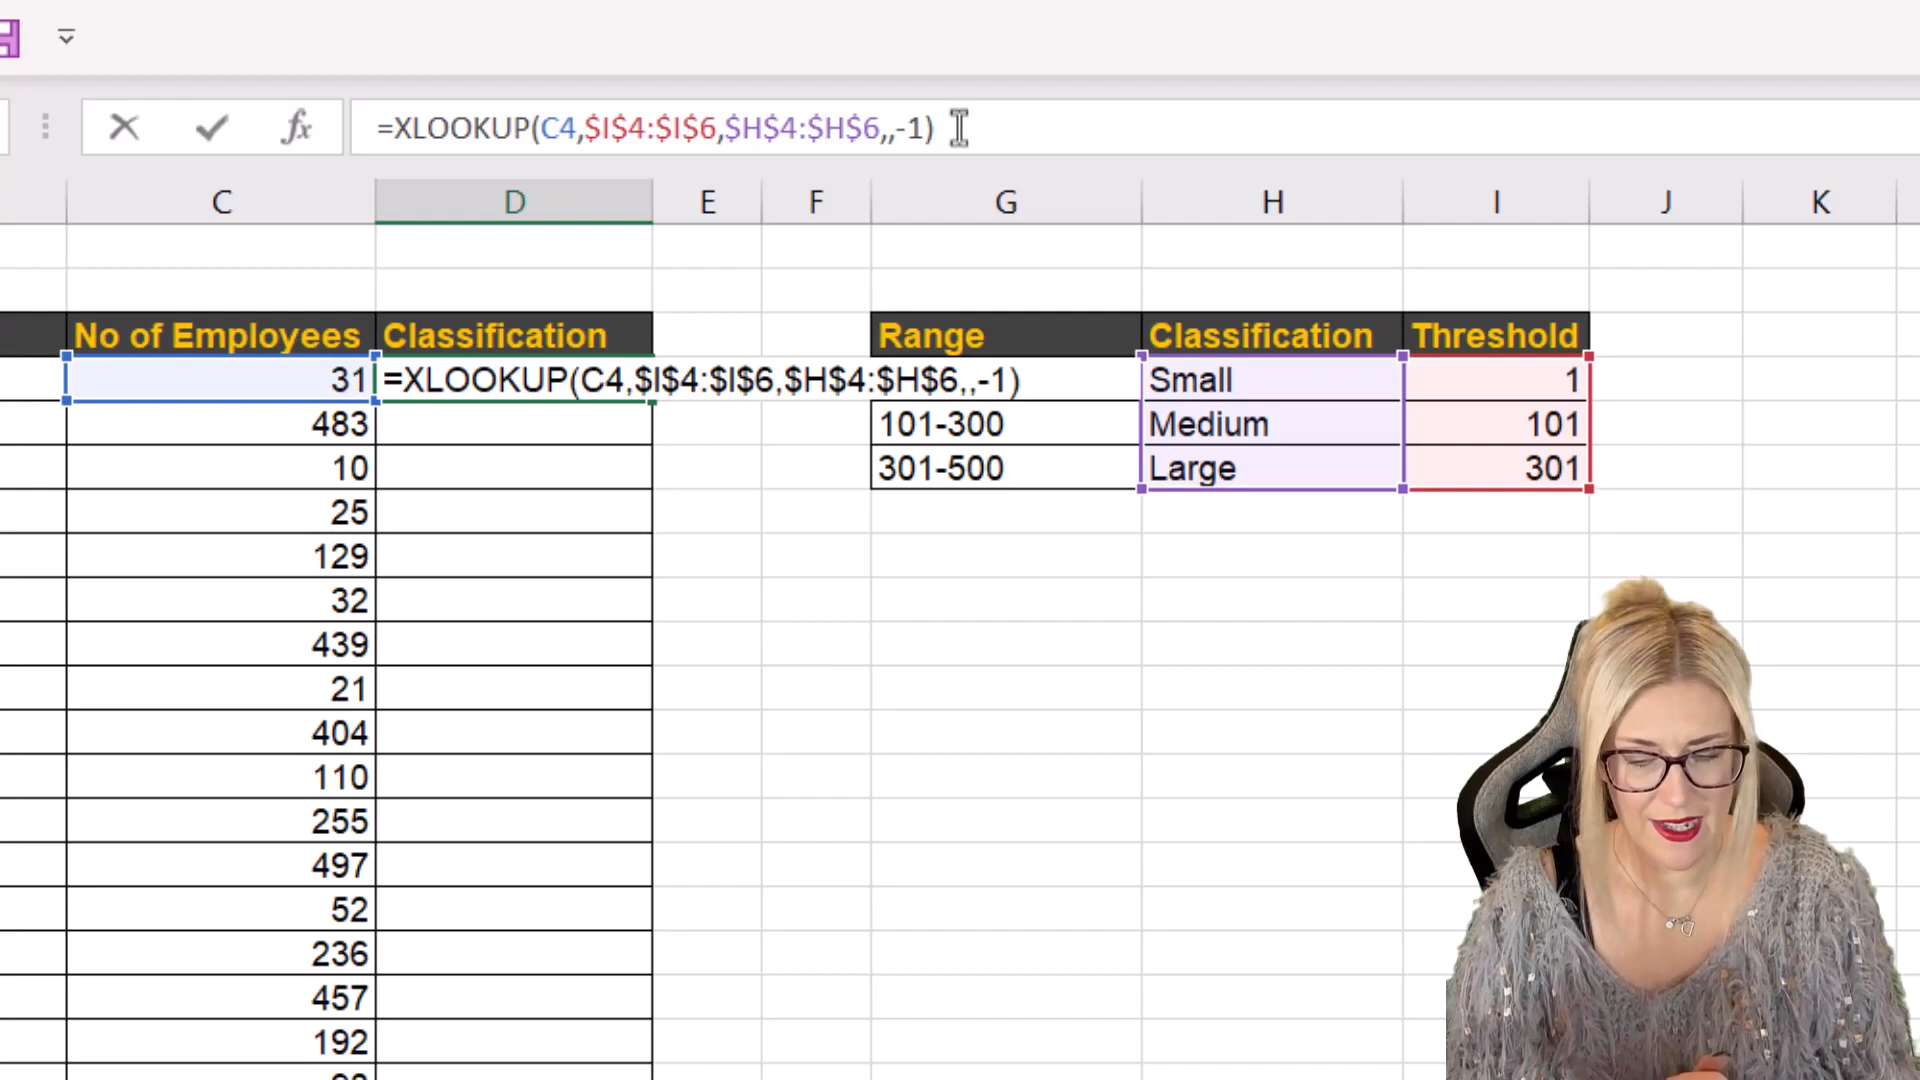 =XLOOKUP(C4,$I$4:$I$6,$H$4:$H$6,,-1)
C D E F G H I J K
No of Employees Classification Range Classification Threshold
31 =XLOOKUP(C4,$I$4:$I$6,$H$4:$H$6,,-1) Small 1
483 101-300 Medium 101
10 301-500 Large 301
25
129
32
439
21
404
110
255
497
52
236
457
192